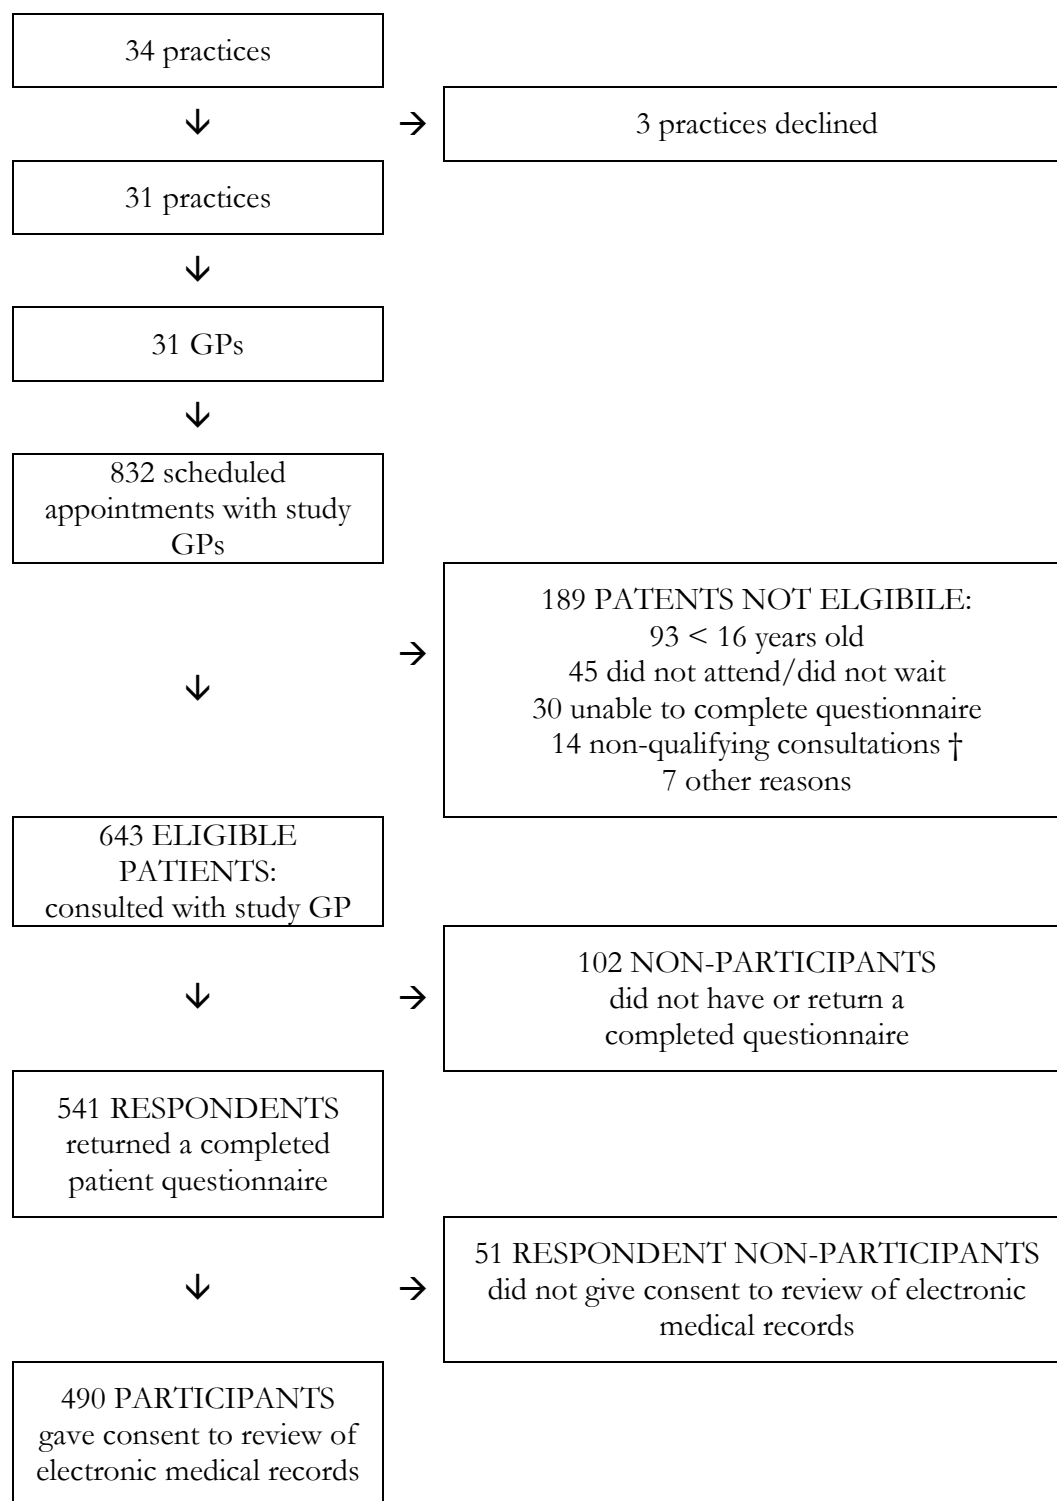 34 practices
3 practices declined
31 practices
31 GPs
832 scheduled
appointments with study
GPs
189 PATENTS NOT ELGIBILE:
93 < 16 years old
45 did not attend/did not wait
30 unable to complete questionnaire
14 non-qualifying consultations †
7 other reasons
643 ELIGIBLE
PATIENTS:
consulted with study GP
102 NON-PARTICIPANTS
did not have or return a
completed questionnaire
541 RESPONDENTS
returned a completed
patient questionnaire
51 RESPONDENT NON-PARTICIPANTS
did not give consent to review of electronic
medical records
490 PARTICIPANTS
gave consent to review of
electronic medical records